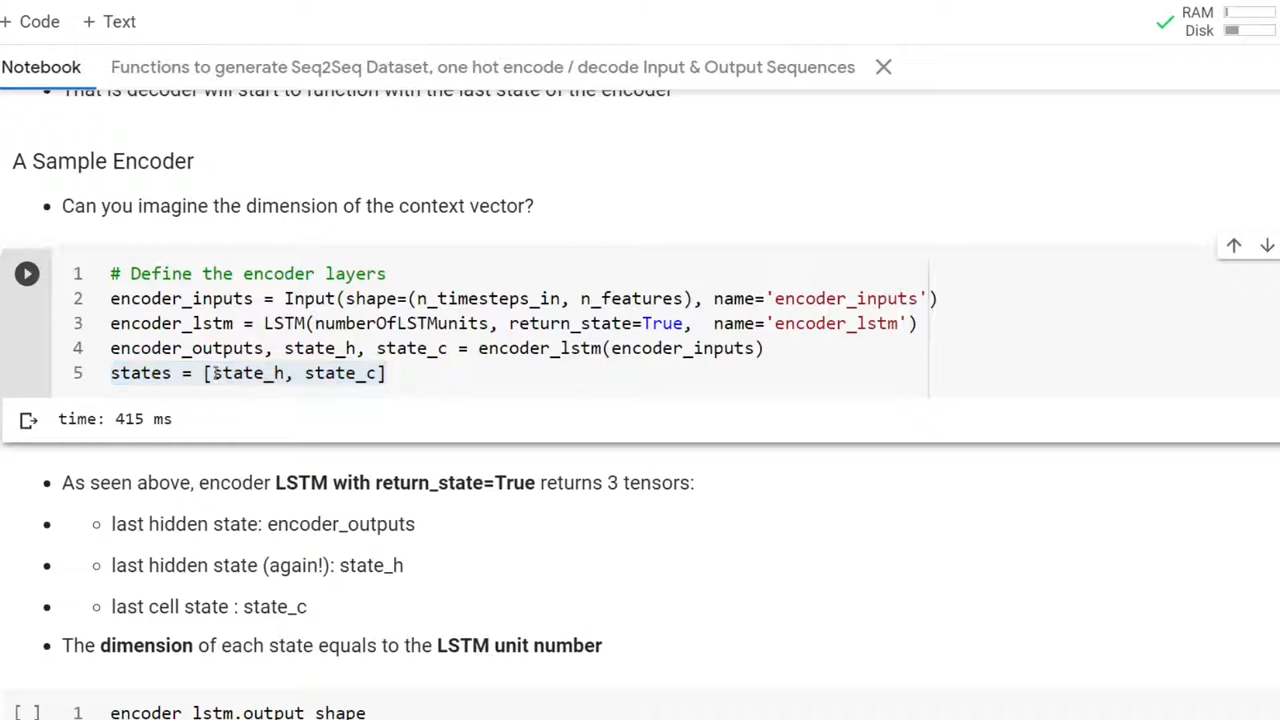 + Code + Text
RAM
Disk
Notebook Functions to generate Seq2Seq Dataset, one hot encode / decode Input & Output Sequences
That is decoder will start to function with the last state of the encoder
A Sample Encoder
• Can you imagine the dimension of the context vector?
1 # Define the encoder layers
2 encoder_inputs = Input(shape=(n_timesteps_in, n_features), name='encoder_inputs')
3 encoder_lstm = LSTM(numberOfLSTMunits, return_state=True,  name='encoder_lstm')
4 encoder_outputs, state_h, state_c = encoder_lstm(encoder_inputs)
5 states = [state_h, state_c]
time: 415 ms
• As seen above, encoder LSTM with return_state=True returns 3 tensors:
• ◦ last hidden state: encoder_outputs
• ◦ last hidden state (again!): state_h
• ◦ last cell state : state_c
• The dimension of each state equals to the LSTM unit number
[ ] 1 encoder_lstm.output_shape